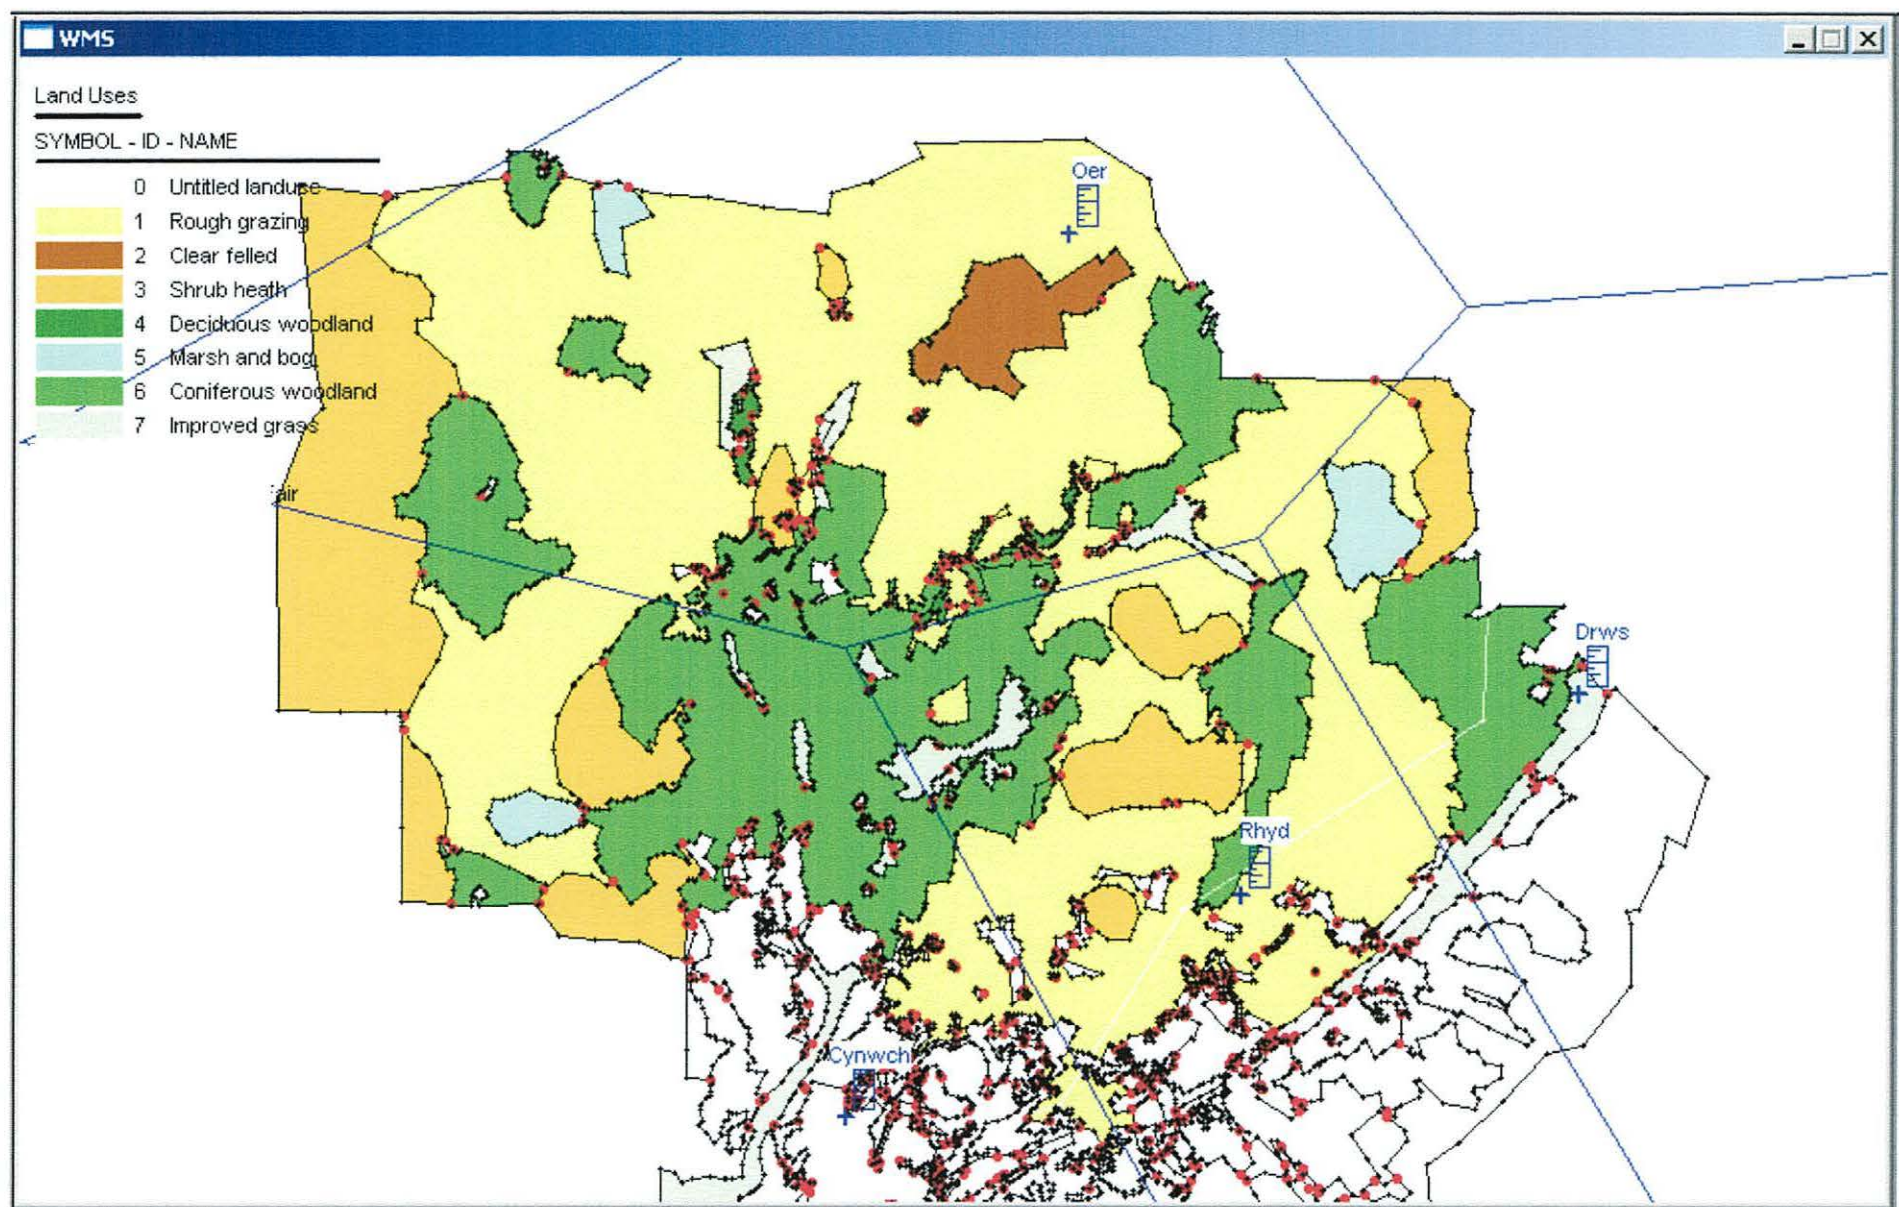 WMS
Land Uses
SYMBOL - ID - NAME
0 Untitled landuse
1 Rough grazing
2 Clear felled
3 Shrub heath
4 Deciduous woodland
5 Marsh and bog
6 Coniferous woodland
7 Improved grass
Oer
air
Drws
Rhyd
Cynwch